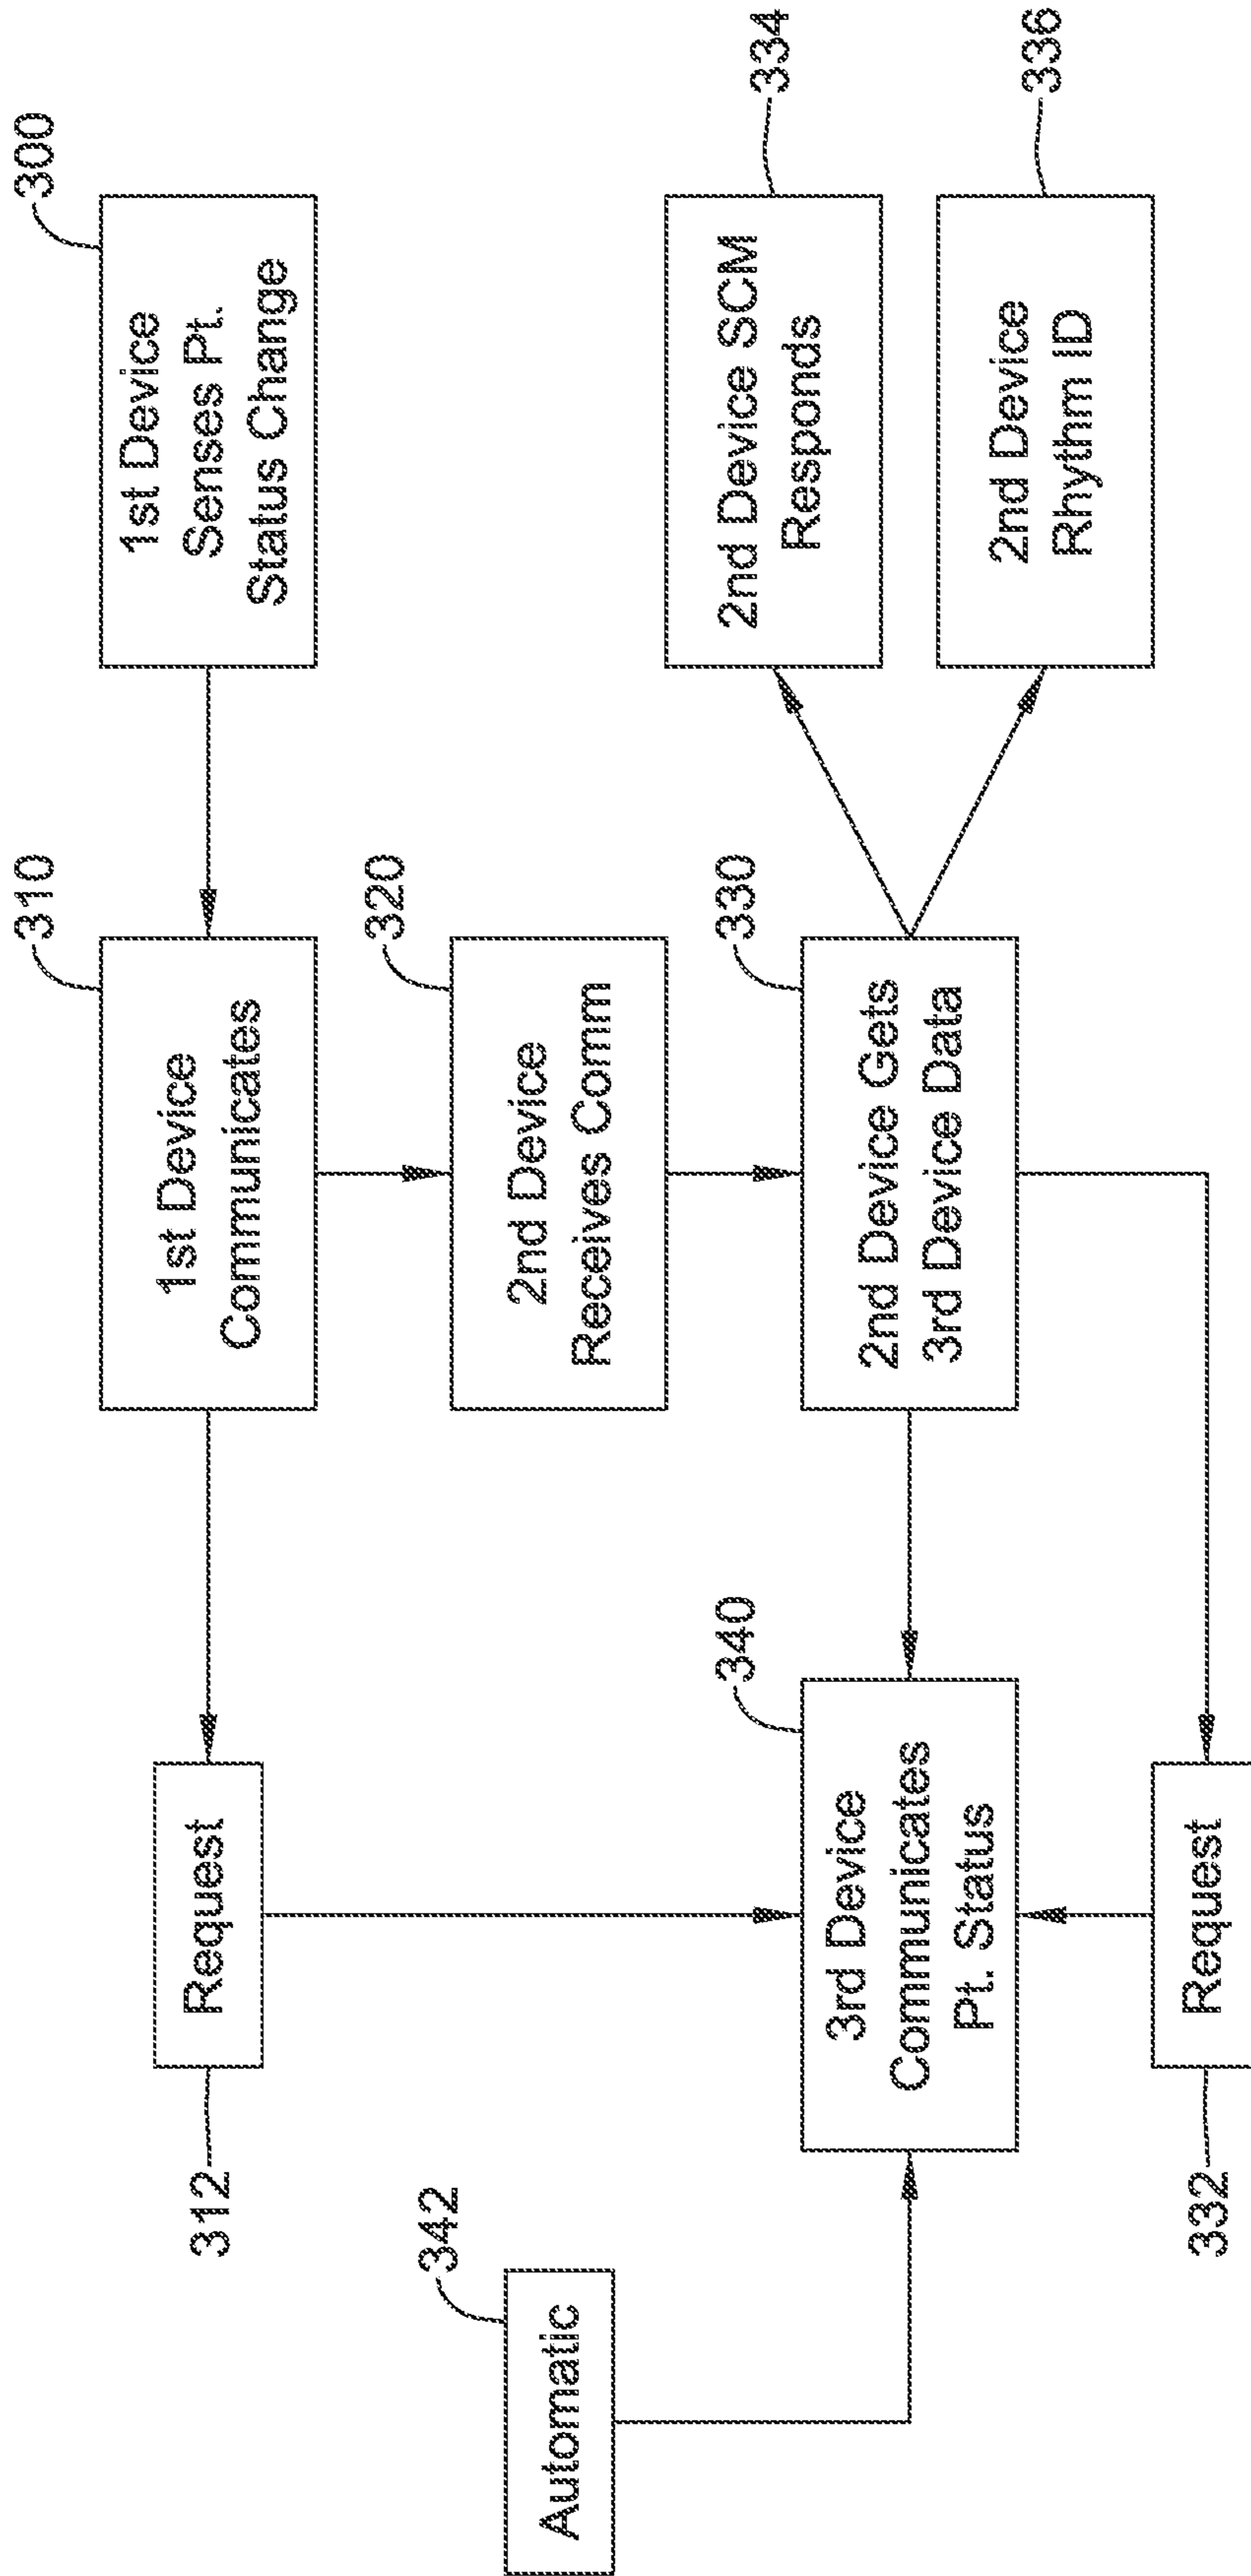 300
1st Device
Senses Pt.
Status Change
310
1st Device
Communicates
312
Request
320
2nd Device
Receives Comm
330
2nd Device Gets
3rd Device Data
334
2nd Device SCM
Responds
336
2nd Device
Rhythm ID
340
3rd Device
Communicates
Pt. Status
342
Automatic
332
Request